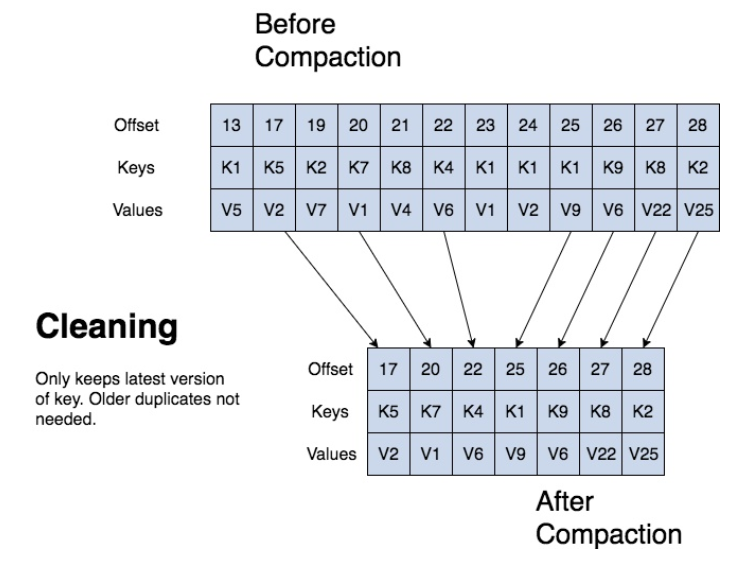 Before
Compaction
Offset 13 17 19 20 21 22 23 24 25 26 27 28
Keys K1 K5 K2 K7 K8 K4 K1 K1 K1 K9 K8 K2
Values V5 V2 V7 V1 V4 V6 V1 V2 V9 V6 V22 V25
Cleaning
Only keeps latest version
of key. Older duplicates not
needed.
Offset 17 20 22 25 26 27 28
Keys K5 K7 K4 K1 K9 K8 K2
Values V2 V1 V6 V9 V6 V22 V25
After
Compaction